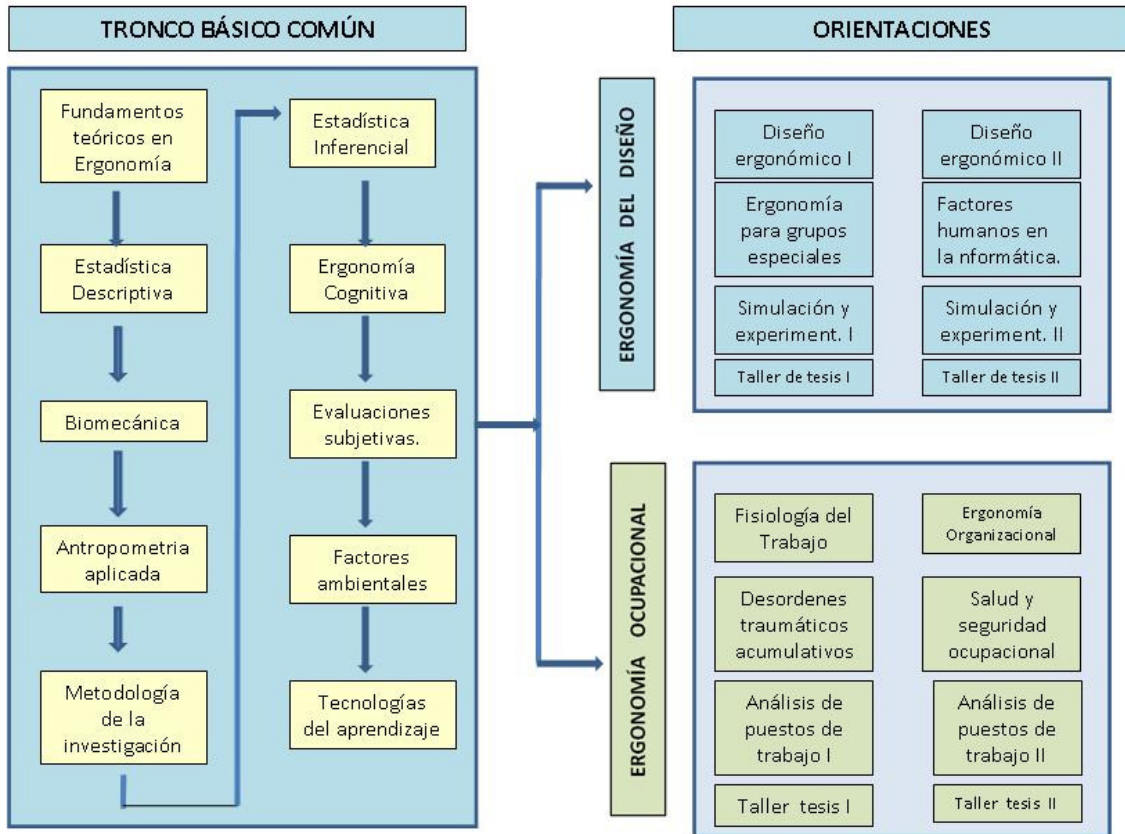 TRONCO BÁSICO COMÚN
Fundamentos
teóricos en
Ergonomía
Estadística
Descriptiva
Biomecánica
Antropometria
aplicada
Metodología
de la
investigación
Estadística
Inferencial
Ergonomía
Cognitiva
Evaluaciones
subjetivas.
Factores
ambientales
Tecnologías
del aprendizaje
ORIENTACIONES
ERGONOMÍA DEL DISEÑO
Diseño
ergonómico I
Ergonomía
para grupos
especiales
Simulación y
experiment. I
Taller de tesis I
Diseño
ergonómico II
Factores
humanos en
la nformática.
Simulación y
experiment. II
Taller de tesis II
ERGONOMÍA OCUPACIONAL
Fisiología del
Trabajo
Desordenes
traumáticos
acumulativos
Análisis de
puestos de
trabajo I
Taller tesis I
Ergonomía
Organizacional
Salud y
seguridad
ocupacional
Análisis de
puestos de
trabajo II
Taller tesis II